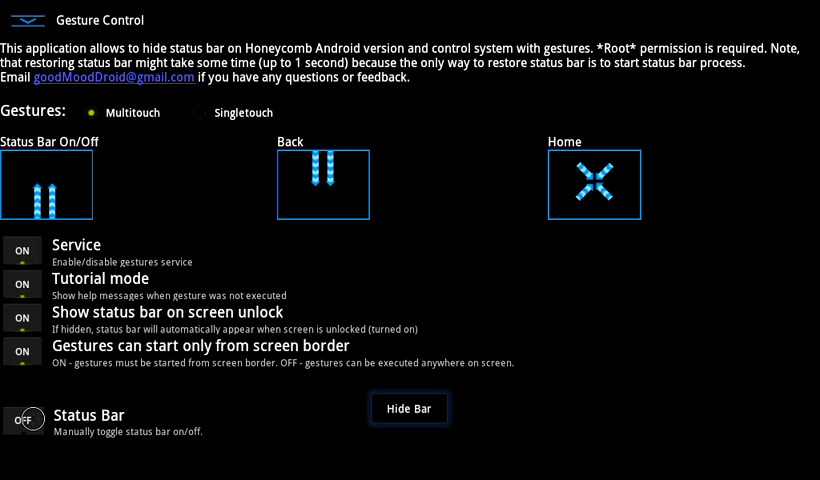 Gesture Control
This application allows to hide status bar on Honeycomb Android version and control system with gestures. *Root* permission is required. Note,
that restoring status bar might take some time (up to 1 second) because the only way to restore status bar is to start status bar process.
Email goodMoodDroid@gmail.com if you have any questions or feedback.
Gestures: Multitouch Singletouch
Status Bar On/Off Back Home
ON Service
Enable/disable gestures service
ON Tutorial mode
Show help messages when gesture was not executed
ON Show status bar on screen unlock
If hidden, status bar will automatically appear when screen is unlocked (turned on)
ON Gestures can start only from screen border
ON - gestures must be started from screen border. OFF - gestures can be executed anywhere on screen.
Hide Bar
OFF Status Bar
Manually toggle status bar on/off.